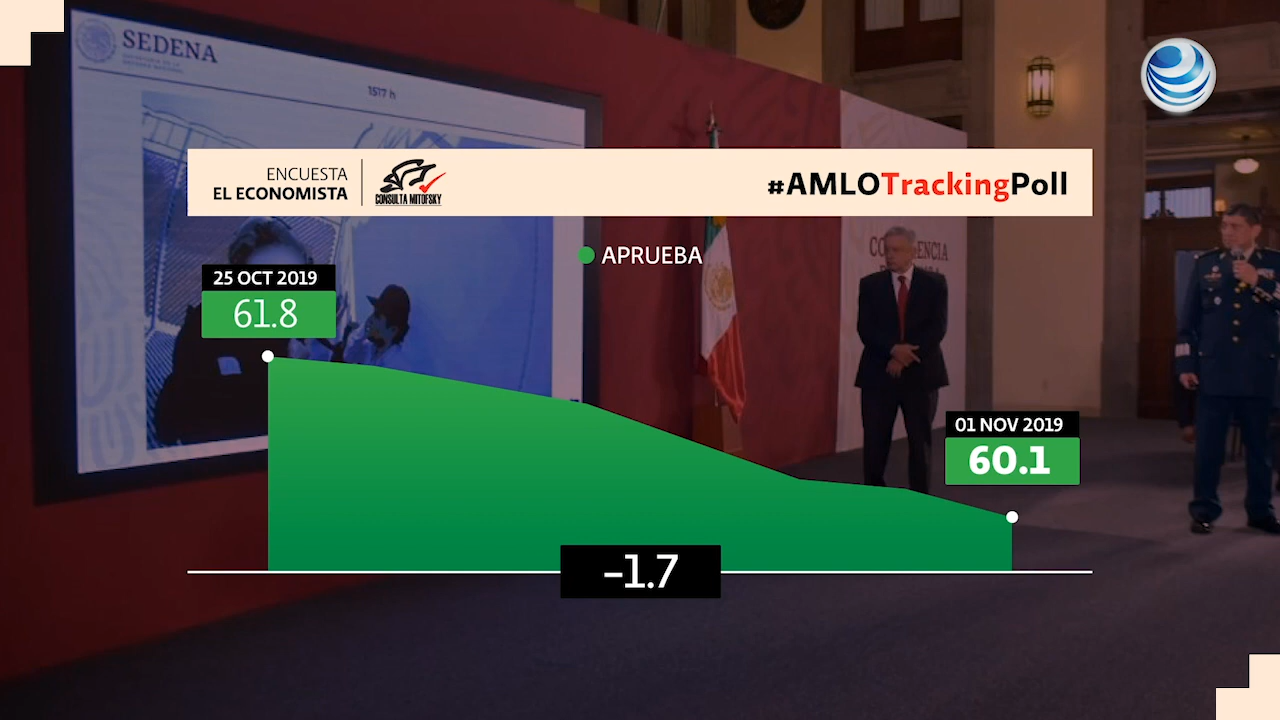 SEDENA
1517 h
ENCUESTA
EL ECONOMISTA
CONSULTA MITOFSKY
#AMLOTrackingPoll
APRUEBA
25 OCT 2019
61.8
01 NOV 2019
60.1
-1.7